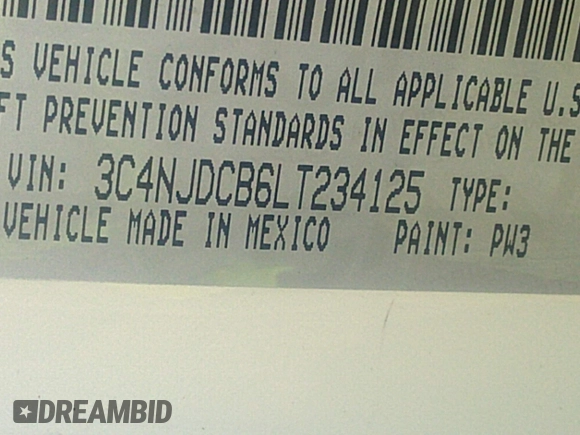 S VEHICLE CONFORMS TO ALL APPLICABLE U.S
FT PREVENTION STANDARDS IN EFFECT ON THE
VIN: 3C4NJDCB6LT234125 TYPE:
VEHICLE MADE IN MEXICO PAINT: PW3
DREAMBID